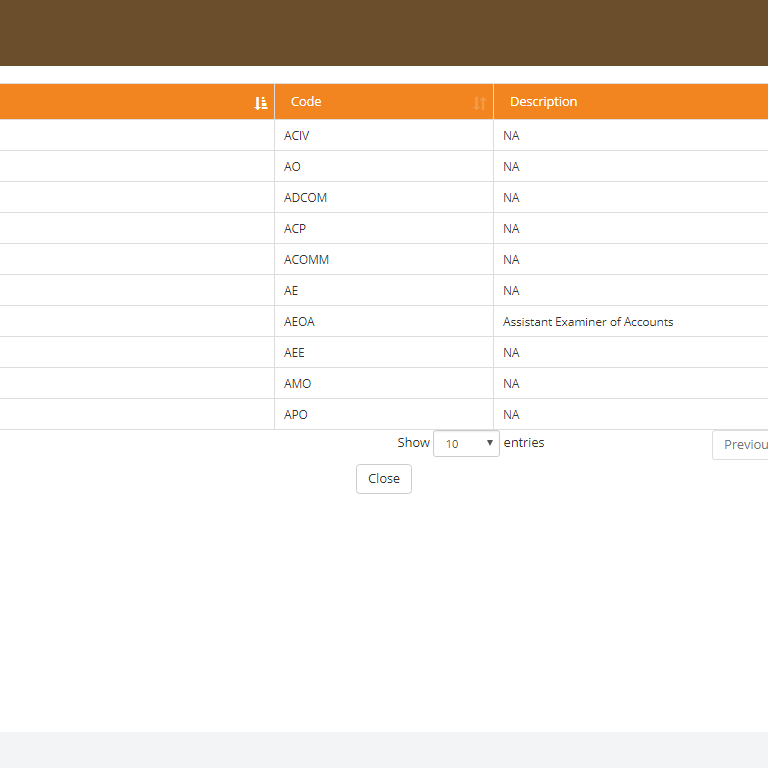 Code Description
ACIV NA
AO NA
ADCOM NA
ACP NA
ACOMM NA
AE NA
AEOA Assistant Examiner of Accounts
AEE NA
AMO NA
APO NA
Show 10 entries Previou
Close